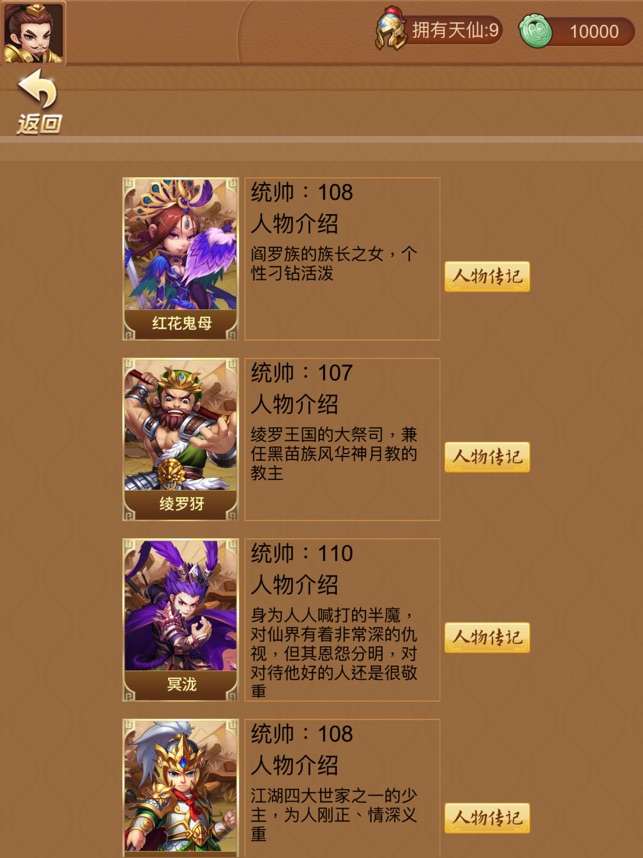 拥有天仙:9
10000
返回
统帅：108
人物介绍
阎罗族的族长之女，个
性刁钻活泼
人物传记
红花鬼母
统帅：107
人物介绍
绫罗王国的大祭司，兼
任黑苗族风华神月教的
教主
人物传记
绫罗犽
统帅：110
人物介绍
身为人人喊打的半魔，
对仙界有着非常深的仇
视，但其恩怨分明，对
对待他好的人还是很敬
重
人物传记
冥泷
统帅：108
人物介绍
江湖四大世家之一的少
主，为人刚正、情深义
重
人物传记